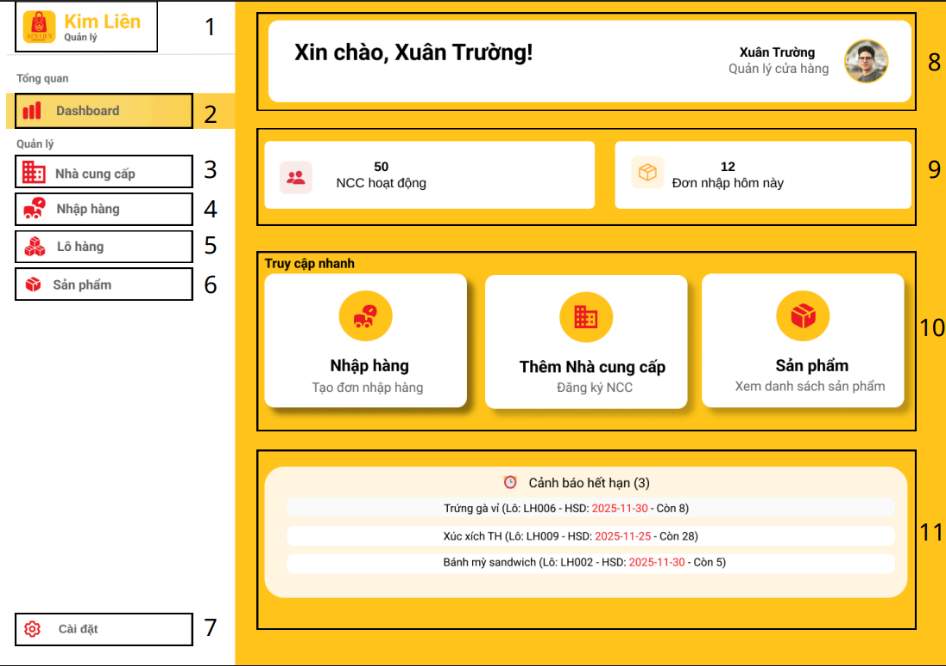 Kim Liên
Quản lý
1
Tổng quan
Dashboard
2
Quản lý
Nhà cung cấp
3
Nhập hàng
4
Lô hàng
5
Sản phẩm
6
Cài đặt
7
Xin chào, Xuân Trường!
Xuân Trường
Quản lý cửa hàng
8
50
NCC hoạt động
12
Đơn nhập hôm này
9
Truy cập nhanh
Nhập hàng
Tạo đơn nhập hàng
Thêm Nhà cung cấp
Đăng ký NCC
Sản phẩm
Xem danh sách sản phẩm
10
Cảnh báo hết hạn (3)
Trứng gà vỉ (Lô: LH006 - HSD: 2025-11-30 - Còn 8)
Xúc xích TH (Lô: LH009 - HSD: 2025-11-25 - Còn 28)
Bánh mỳ sandwich (Lô: LH002 - HSD: 2025-11-30 - Còn 5)
11